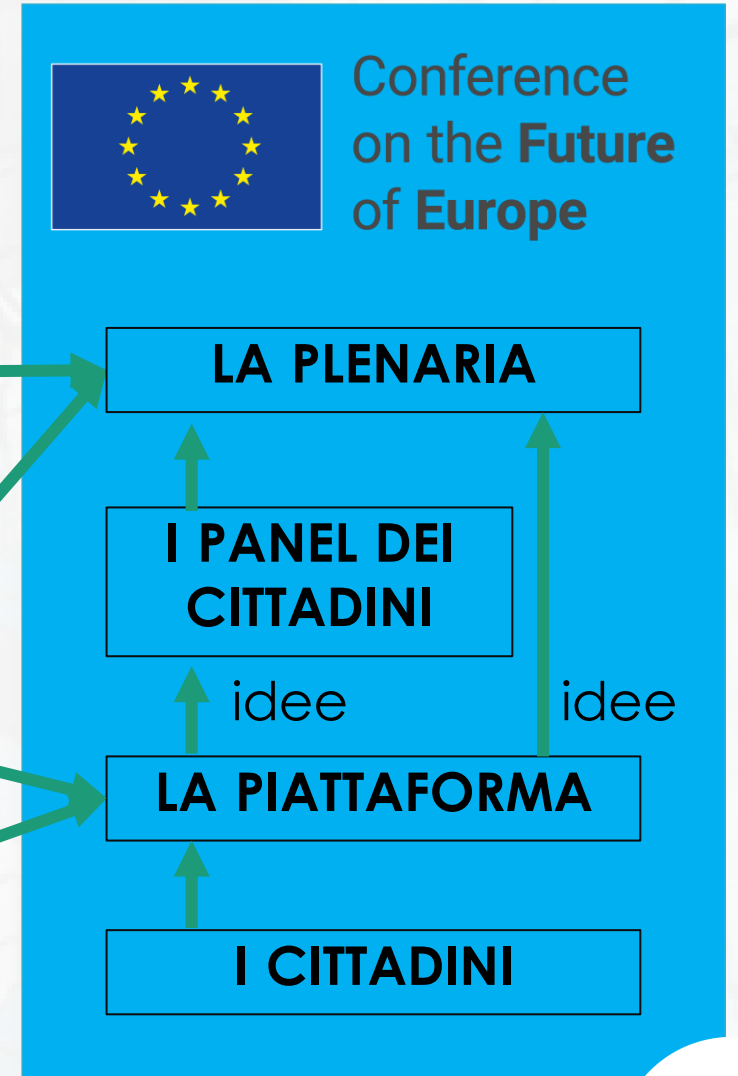 Conference
on the Future
of Europe
LA PLENARIA
I PANEL DEI
CITTADINI
idee
idee
LA PIATTAFORMA
I CITTADINI